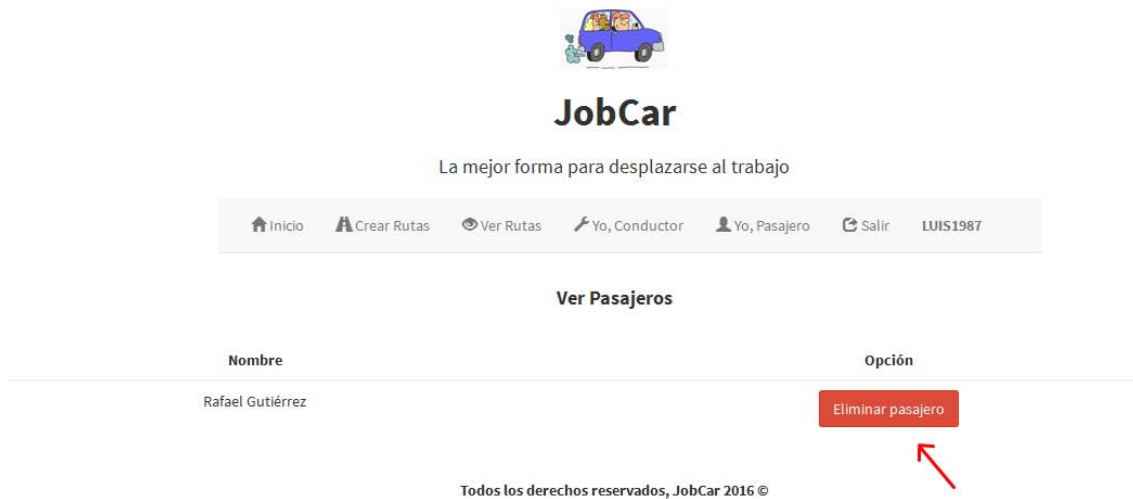 JobCar
La mejor forma para desplazarse al trabajo
Inicio Crear Rutas Ver Rutas Yo, Conductor Yo, Pasajero Salir LUIS1987
Ver Pasajeros
Nombre Opción
Rafael Gutiérrez Eliminar pasajero
Todos los derechos reservados, JobCar 2016 ©